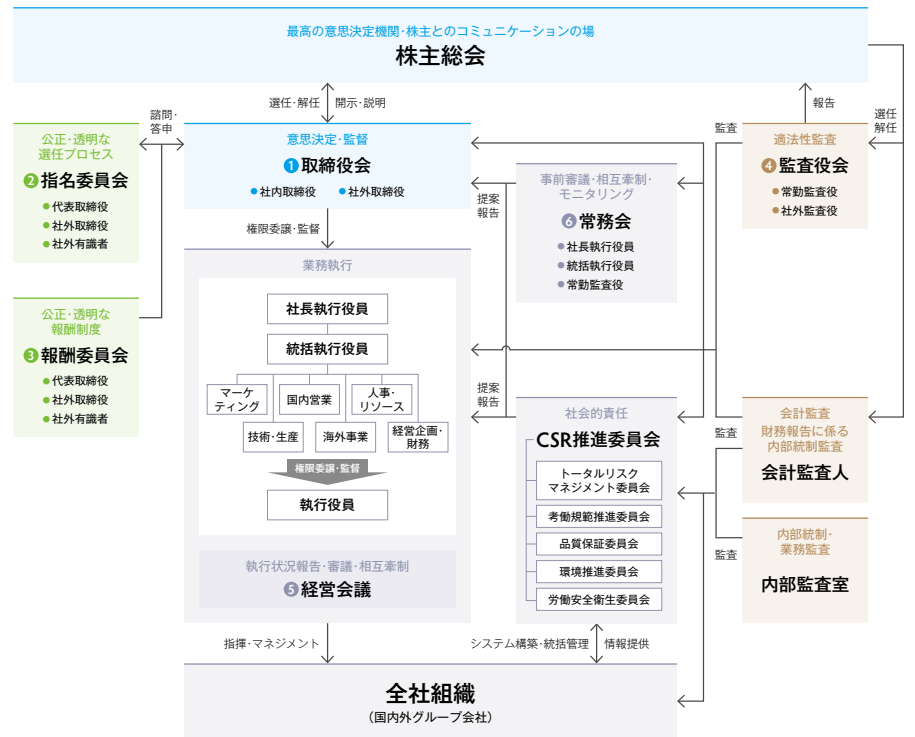 最高の意思決定機関・株主とのコミュニケーションの場
株主総会
選任・解任
開示・説明
報告
選任
解任
諮問・
答申
公正・透明な
選任プロセス
❷指名委員会
●代表取締役
●社外取締役
●社外有識者
意思決定・監督
❶取締役会
●社内取締役 ●社外取締役
権限委譲・監督
提案
報告
事前審議・相互牽制・
モニタリング
❻常務会
●社長執行役員
●統括執行役員
●常勤監査役
監査
適法性監査
❹監査役会
●常勤監査役
●社外監査役
公正・透明な
報酬制度
❸報酬委員会
●代表取締役
●社外取締役
●社外有識者
業務執行
社長執行役員
統括執行役員
マーケ
ティング
国内営業
人事・
リソース
技術・生産
海外事業
経営企画・
財務
権限委譲・監督
執行役員
執行状況報告・審議・相互牽制
❺経営会議
提案
報告
社会的責任
CSR推進委員会
トータルリスク
マネジメント委員会
考働規範推進委員会
品質保証委員会
環境推進委員会
労働安全衛生委員会
監査
会計監査
財務報告に係る
内部統制監査
会計監査人
監査
内部統制・
業務監査
内部監査室
指揮・マネジメント
システム構築・統括管理
情報提供
全社組織
（国内外グループ会社）